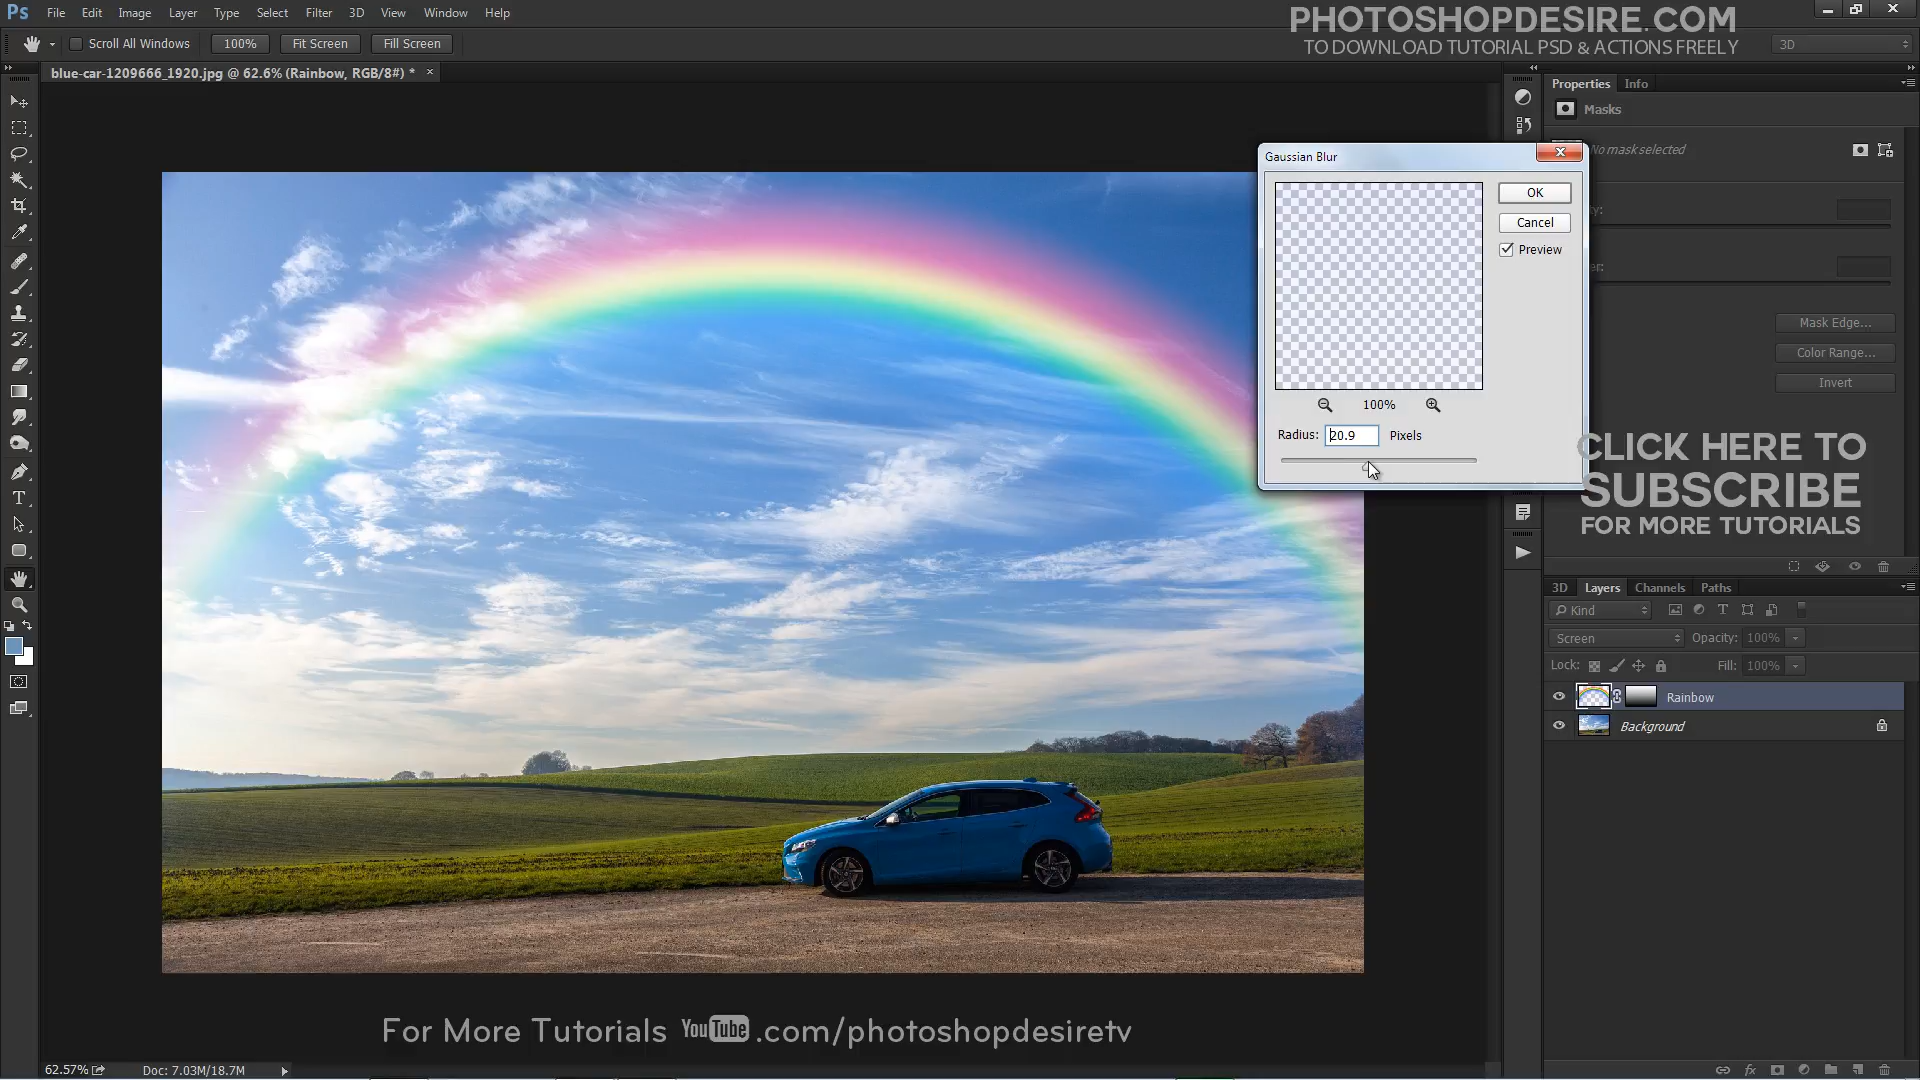 Ps File Edit Image Layer Type Select Filter 3D View Window Help
PHOTOSHOPDESIRE.COM
TO DOWNLOAD TUTORIAL PSD & ACTIONS FREELY
Scroll All Windows 100% Fit Screen Fill Screen
3D
blue-car-1209666_1920.jpg @ 62.6% (Rainbow, RGB/8#) * ×
Properties Info
Masks
No mask selected
Gaussian Blur
OK
Cancel
Preview
100%
Radius: 20.9 Pixels
Mask Edge...
Color Range...
Invert
CLICK HERE TO
SUBSCRIBE
FOR MORE TUTORIALS
3D Layers Channels Paths
Kind
Screen Opacity: 100%
Lock: Fill: 100%
Rainbow
Background
For More Tutorials YouTube.com/photoshopdesiretv
62.57% Doc: 7.03M/18.7M